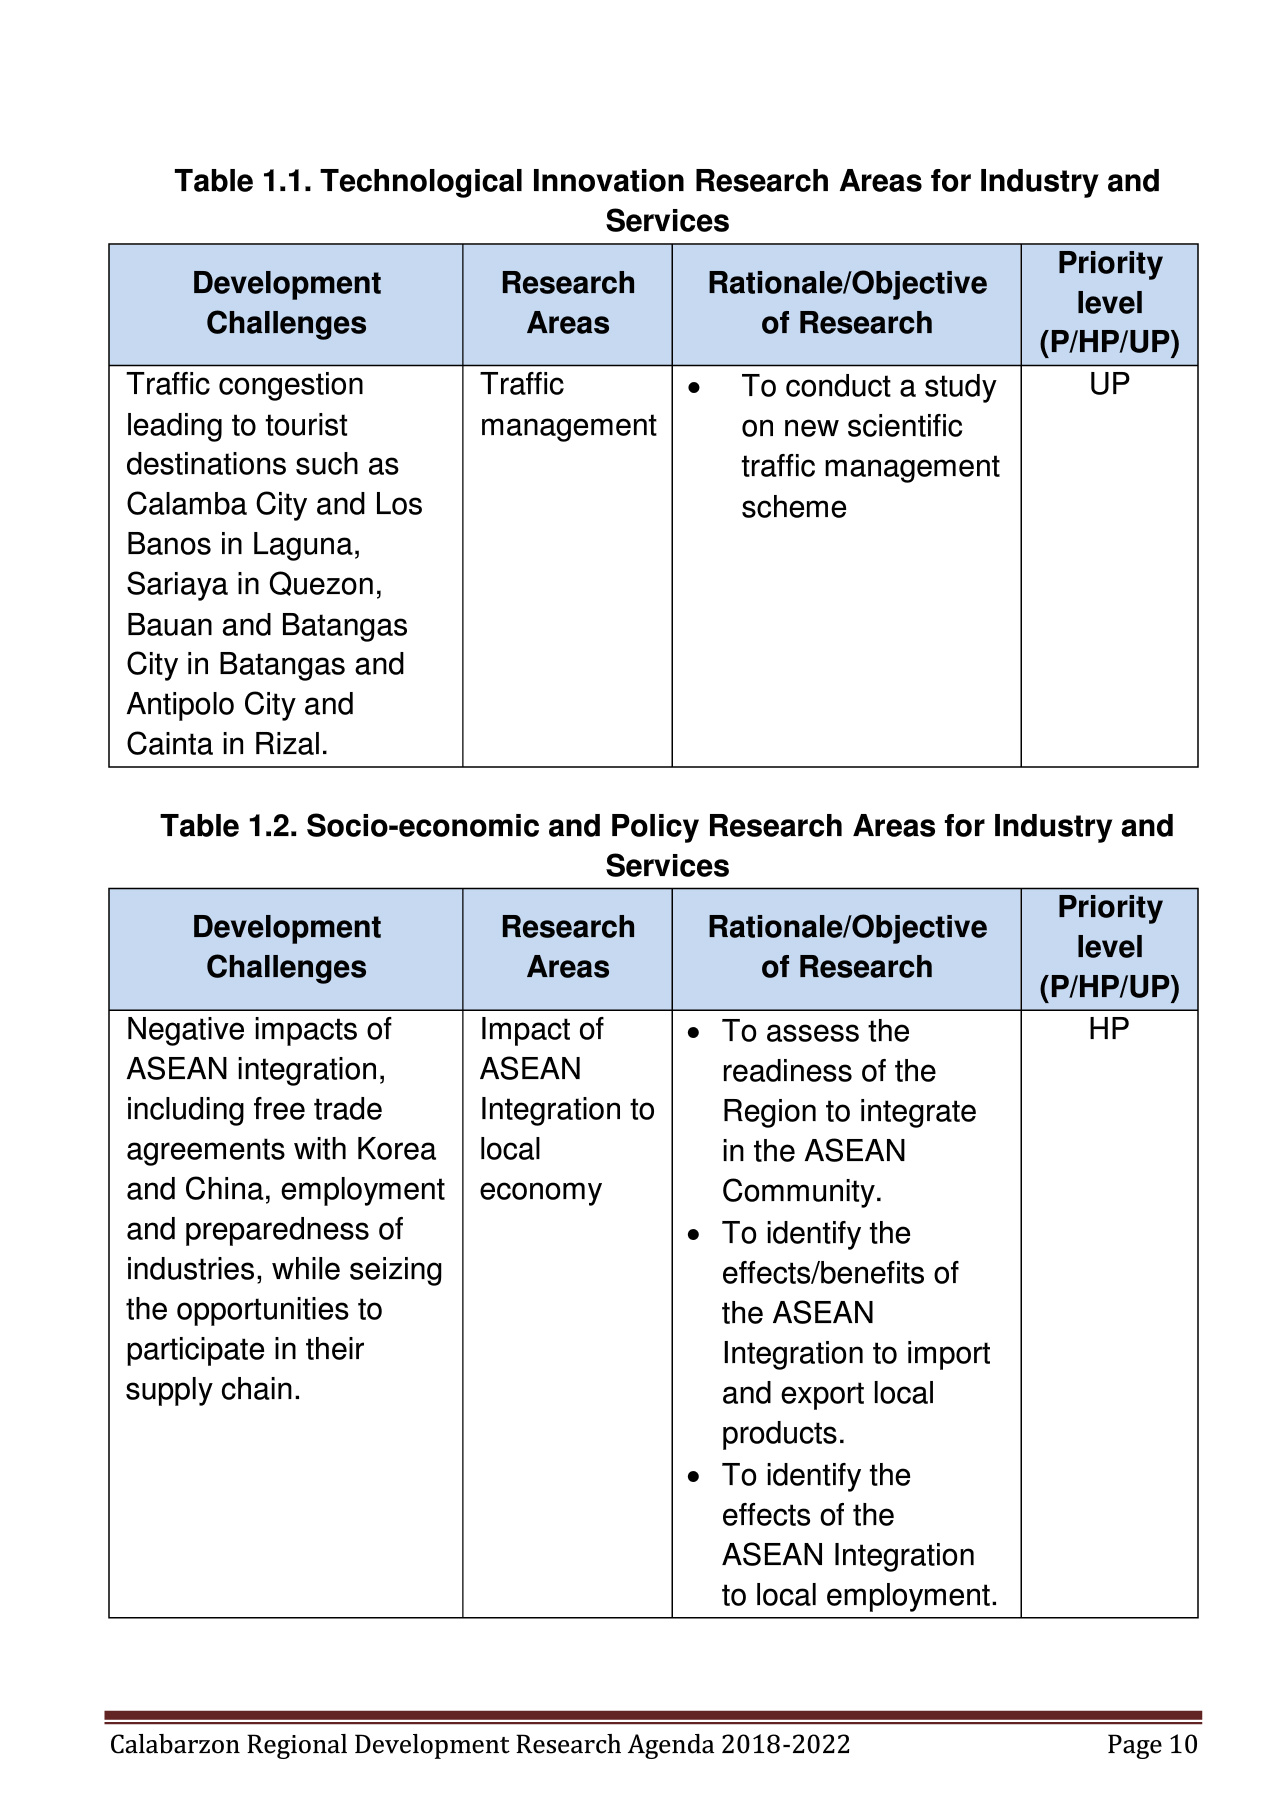 Table 1.1. Technological Innovation Research Areas for Industry and
Services
Development
Challenges
Research
Areas
Rationale/Objective
of Research
Priority
level
(P/HP/UP)
Traffic congestion
leading to tourist
destinations such as
Calamba City and Los
Banos in Laguna,
Sariaya in Quezon,
Bauan and Batangas
City in Batangas and
Antipolo City and
Cainta in Rizal.
Traffic
management
• To conduct a study
on new scientific
traffic management
scheme
UP
Table 1.2. Socio-economic and Policy Research Areas for Industry and
Services
Development
Challenges
Research
Areas
Rationale/Objective
of Research
Priority
level
(P/HP/UP)
Negative impacts of
ASEAN integration,
including free trade
agreements with Korea
and China, employment
and preparedness of
industries, while seizing
the opportunities to
participate in their
supply chain.
Impact of
ASEAN
Integration to
local
economy
• To assess the
readiness of the
Region to integrate
in the ASEAN
Community.
• To identify the
effects/benefits of
the ASEAN
Integration to import
and export local
products.
• To identify the
effects of the
ASEAN Integration
to local employment.
HP
Calabarzon Regional Development Research Agenda 2018-2022
Page 10